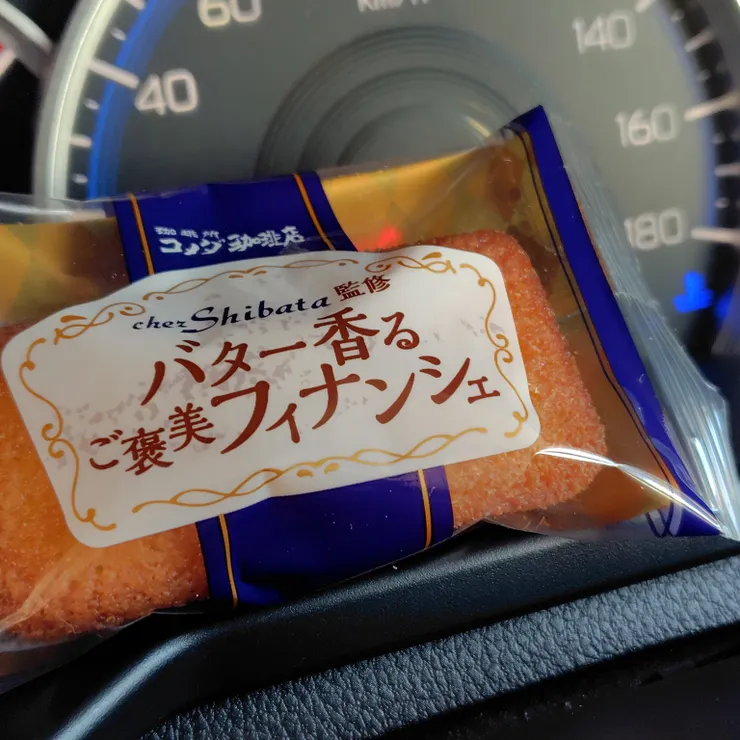 60
40
140
160
180
珈琲所
コメダ珈琲店
chez Shibata 監修
バター香る
ご褒美フィナンシェ